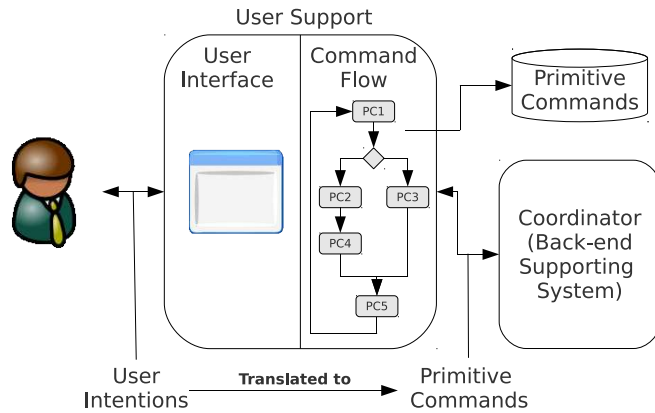 User Support
User
Interface
Command
Flow
PC1
PC2
PC3
PC4
PC5
Primitive
Commands
Coordinator
(Back-end
Supporting
System)
User
Intentions
Translated to
Primitive
Commands